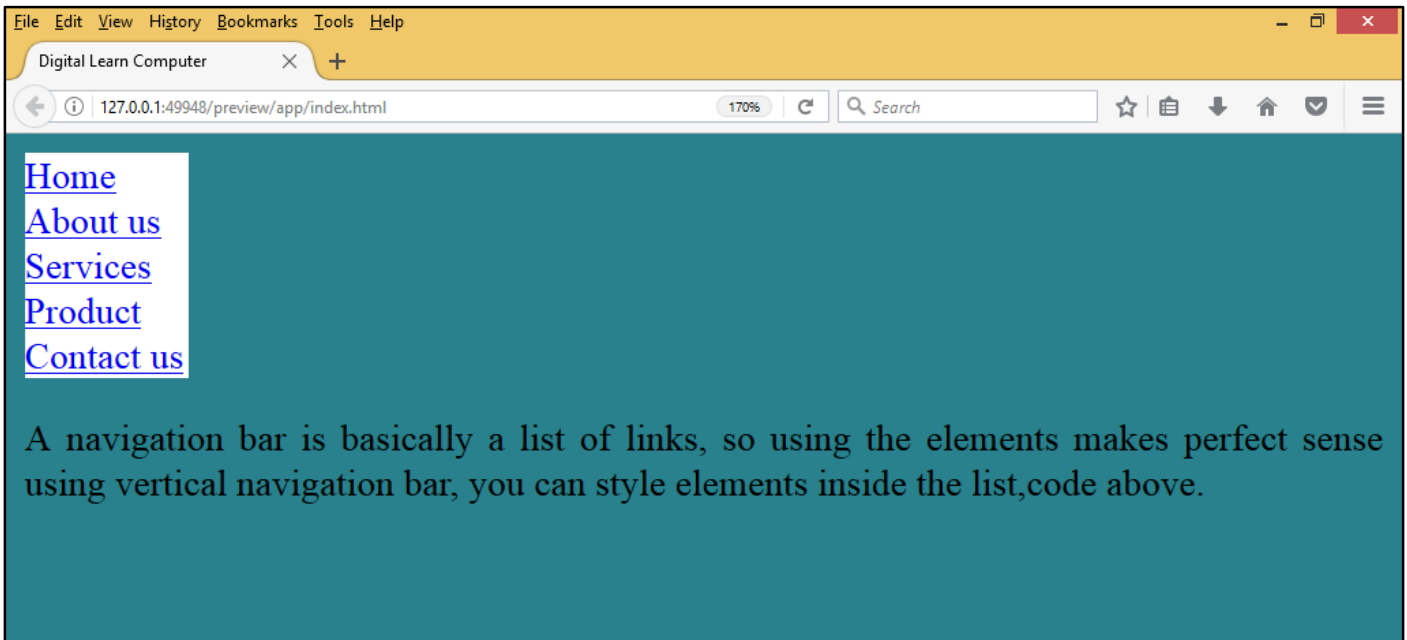 File Edit View History Bookmarks Tools Help
Digital Learn Computer
127.0.0.1:49948/preview/app/index.html 170% Search
Home
About us
Services
Product
Contact us
A navigation bar is basically a list of links, so using the elements makes perfect sense
using vertical navigation bar, you can style elements inside the list,code above.